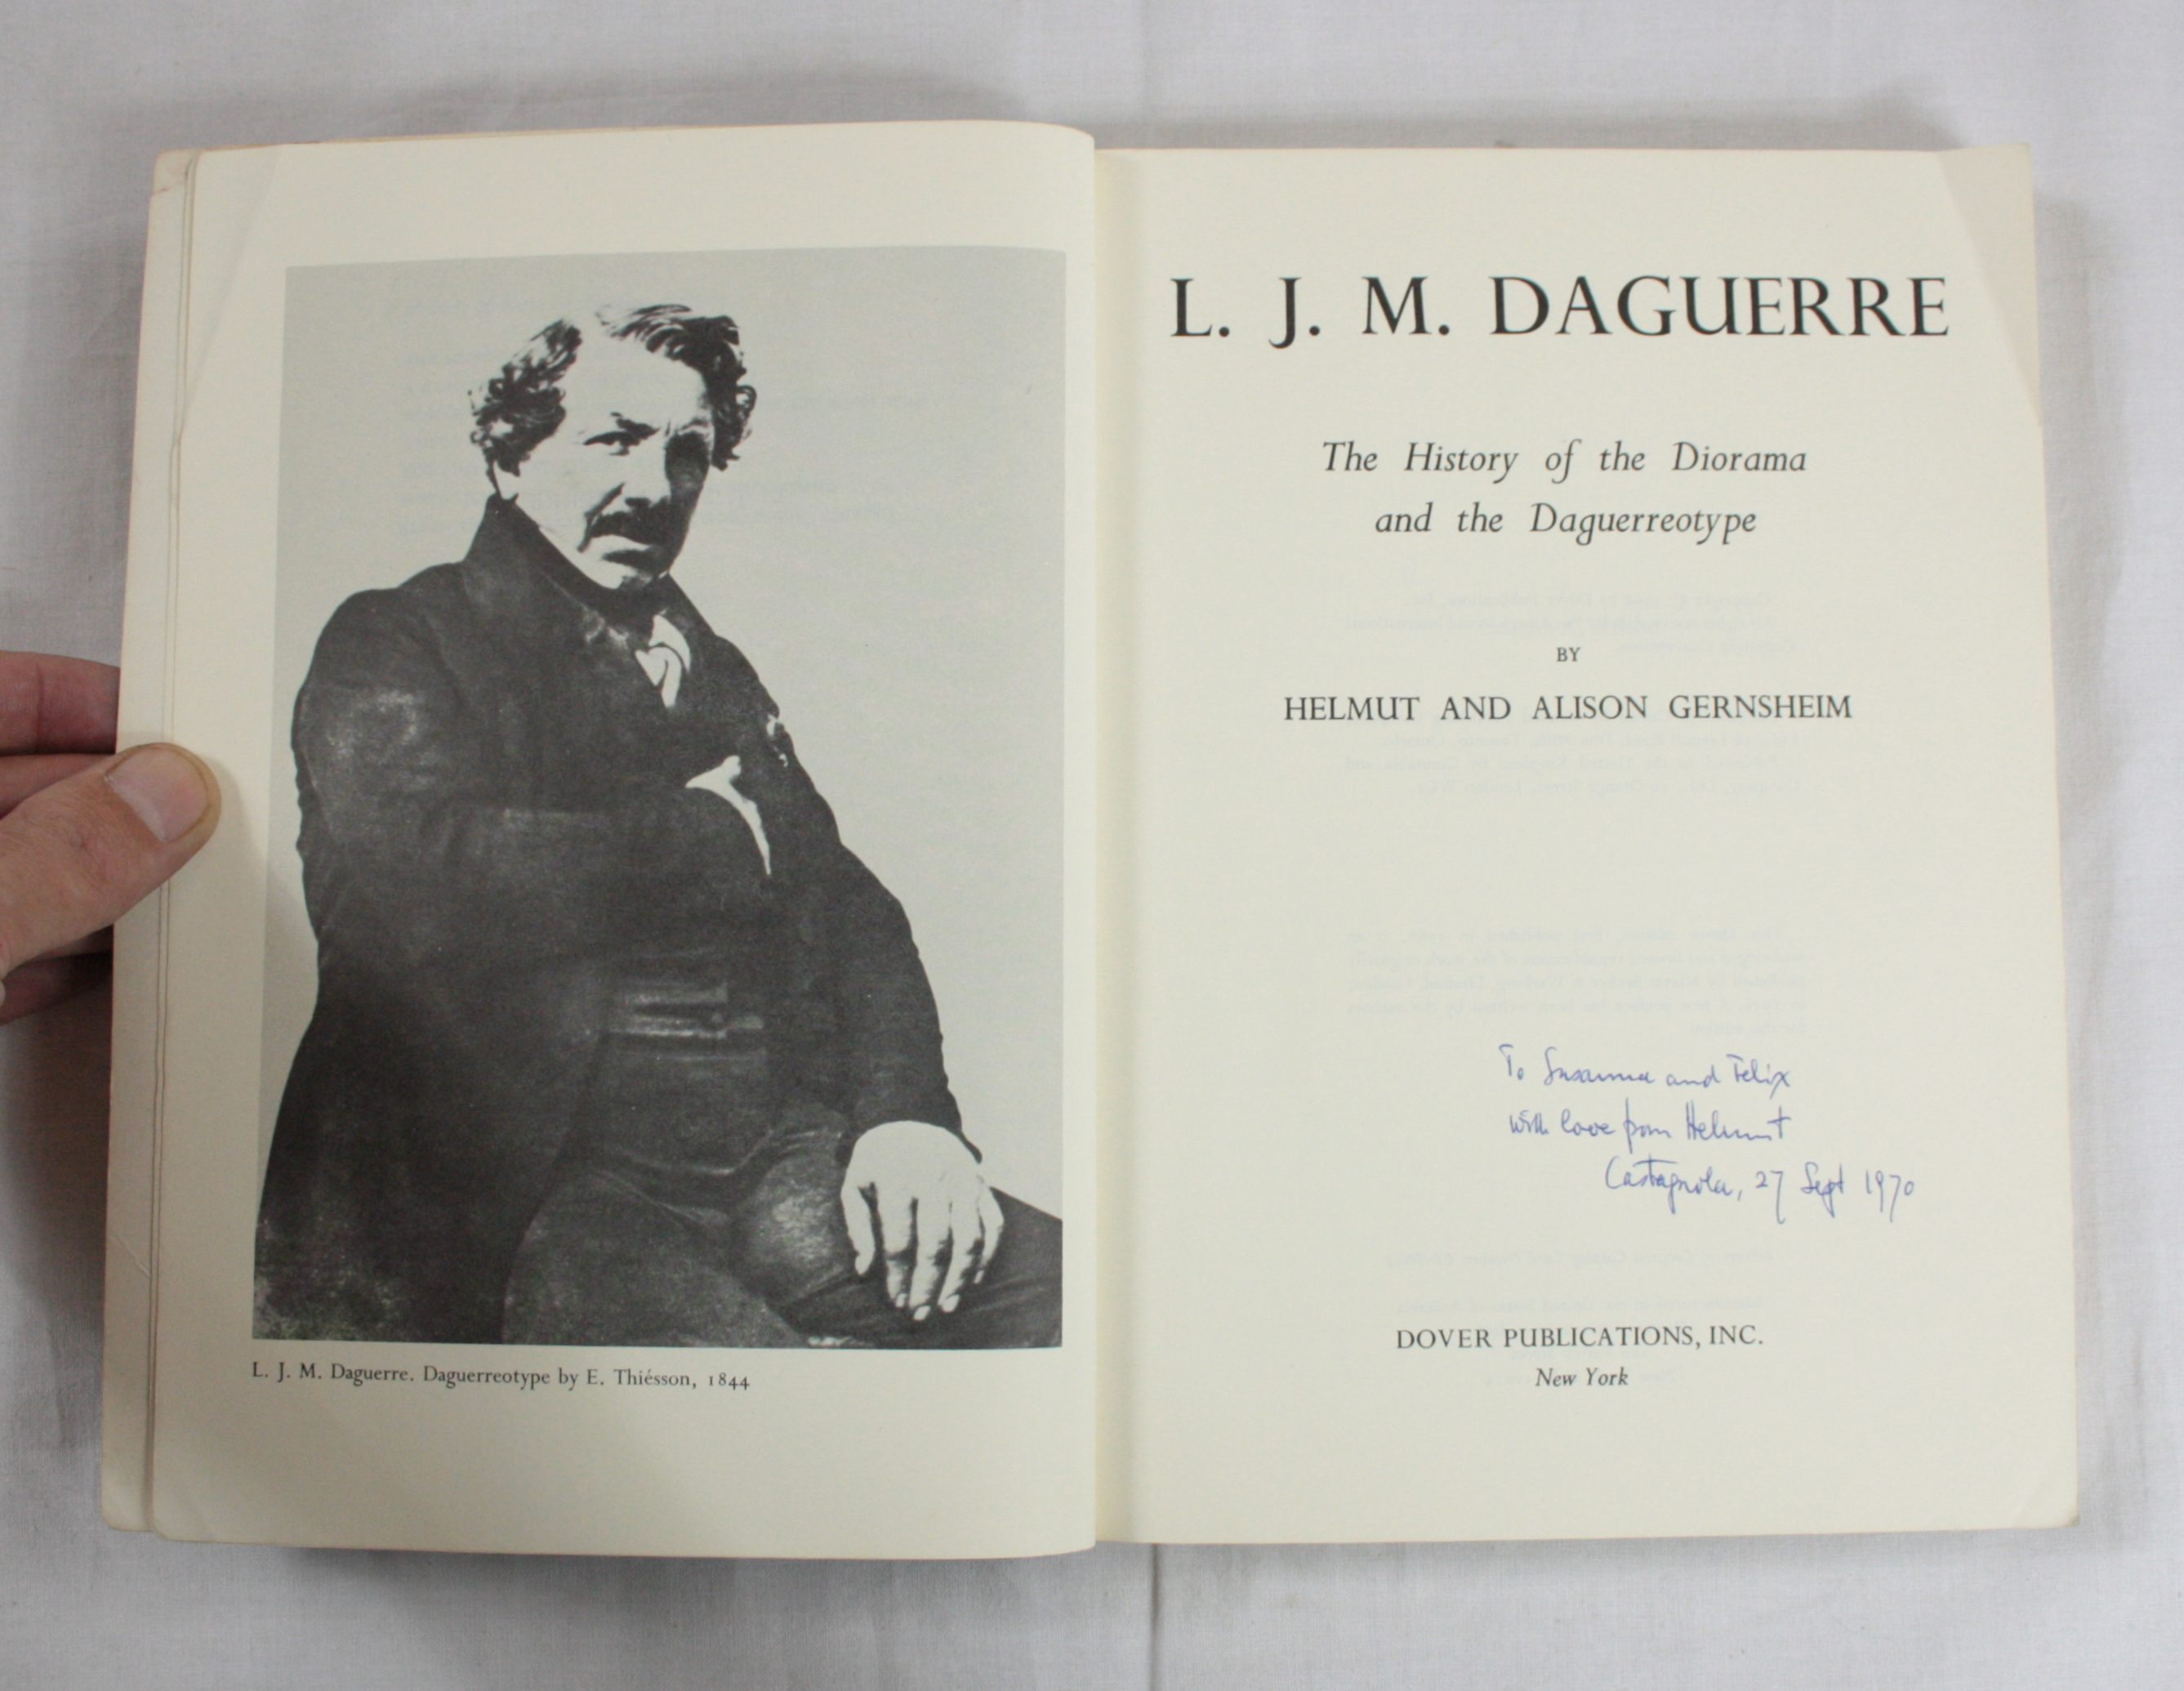 L. J. M. Daguerre. Daguerreotype by E. Thiésson, 1844
L. J. M. DAGUERRE
The History of the Diorama
and the Daguerreotype
BY
HELMUT AND ALISON GERNSHEIM
To Susanna and Felix
with love from Helmut
Castagnola, 27 Sept 1970
DOVER PUBLICATIONS, INC.
New York